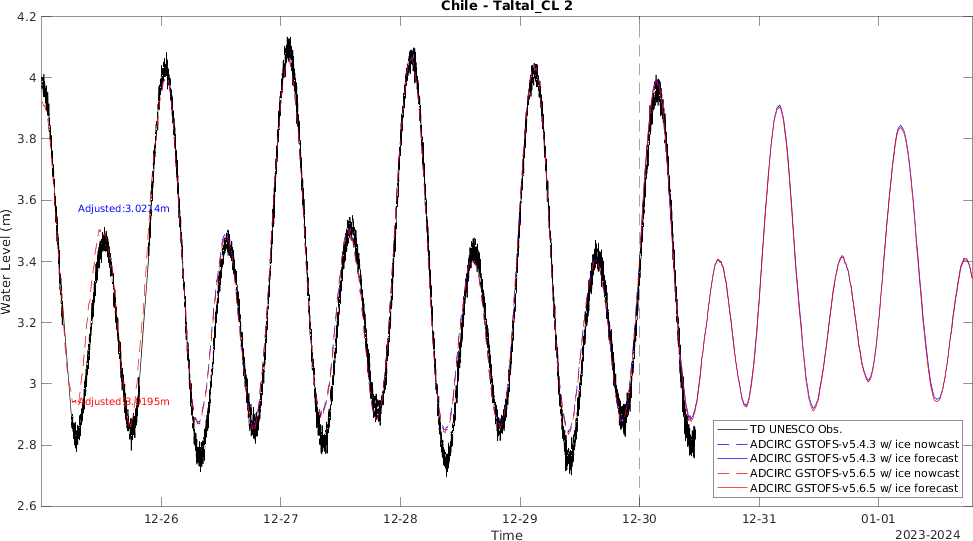 Chile - Taltal_CL 2
4.2
4
3.8
3.6
3.4
3.2
3
2.8
2.6
Water Level (m)
Adjusted:3.0214m
Adjusted:3.0195m
TD UNESCO Obs.
ADCIRC GSTOFS-v5.4.3 w/ ice nowcast
ADCIRC GSTOFS-v5.4.3 w/ ice forecast
ADCIRC GSTOFS-v5.6.5 w/ ice nowcast
ADCIRC GSTOFS-v5.6.5 w/ ice forecast
12-26 12-27 12-28 12-29 12-30 12-31 01-01
Time
2023-2024